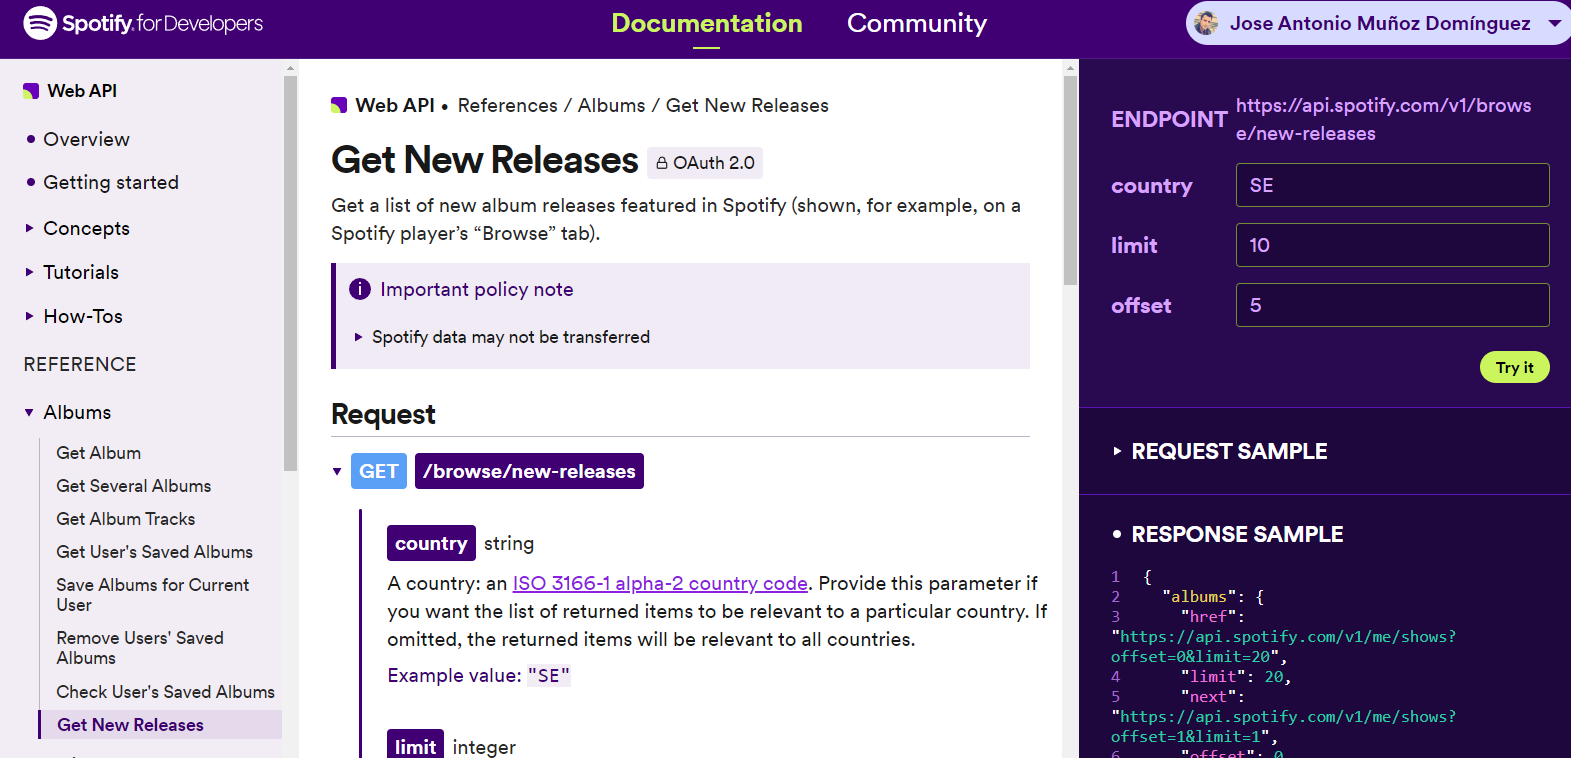 Spotify for Developers
Documentation
Community
Jose Antonio Muñoz Domínguez
Web API
Overview
Getting started
Concepts
Tutorials
How-Tos
REFERENCE
Albums
Get Album
Get Several Albums
Get Album Tracks
Get User's Saved Albums
Save Albums for Current
User
Remove Users' Saved
Albums
Check User's Saved Albums
Get New Releases
Web API • References / Albums / Get New Releases
Get New Releases OAuth 2.0
Get a list of new album releases featured in Spotify (shown, for example, on a
Spotify player’s “Browse” tab).
Important policy note
Spotify data may not be transferred
Request
GET /browse/new-releases
country string
A country: an ISO 3166-1 alpha-2 country code. Provide this parameter if
you want the list of returned items to be relevant to a particular country. If
omitted, the returned items will be relevant to all countries.
Example value: "SE"
limit integer
ENDPOINT https://api.spotify.com/v1/brows
e/new-releases
country SE
limit 10
offset 5
Try it
REQUEST SAMPLE
RESPONSE SAMPLE
1 {
2 "albums": {
3 "href":
"https://api.spotify.com/v1/me/shows?
offset=0&limit=20",
4 "limit": 20,
5 "next":
"https://api.spotify.com/v1/me/shows?
offset=1&limit=1",
6 "offset": 0